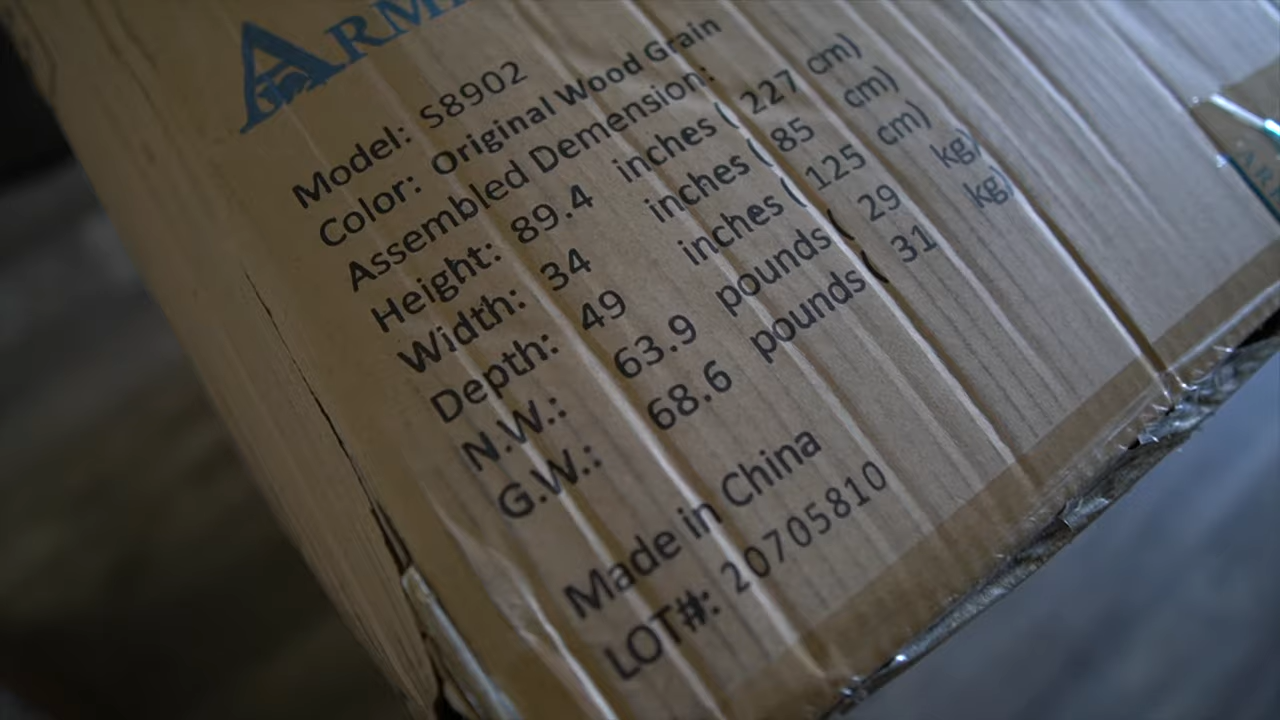 Model: S8902
Color: Original Wood Grain
Assembled Demension:
Height: 89.4 inches ( 227 cm)
Width: 34 inches ( 85 cm)
Depth: 49 inches ( 125 cm)
N.W.: 63.9 pounds ( 29 kg)
G.W.: 68.6 pounds ( 31 kg)
Made in China
LOT#: 20705810